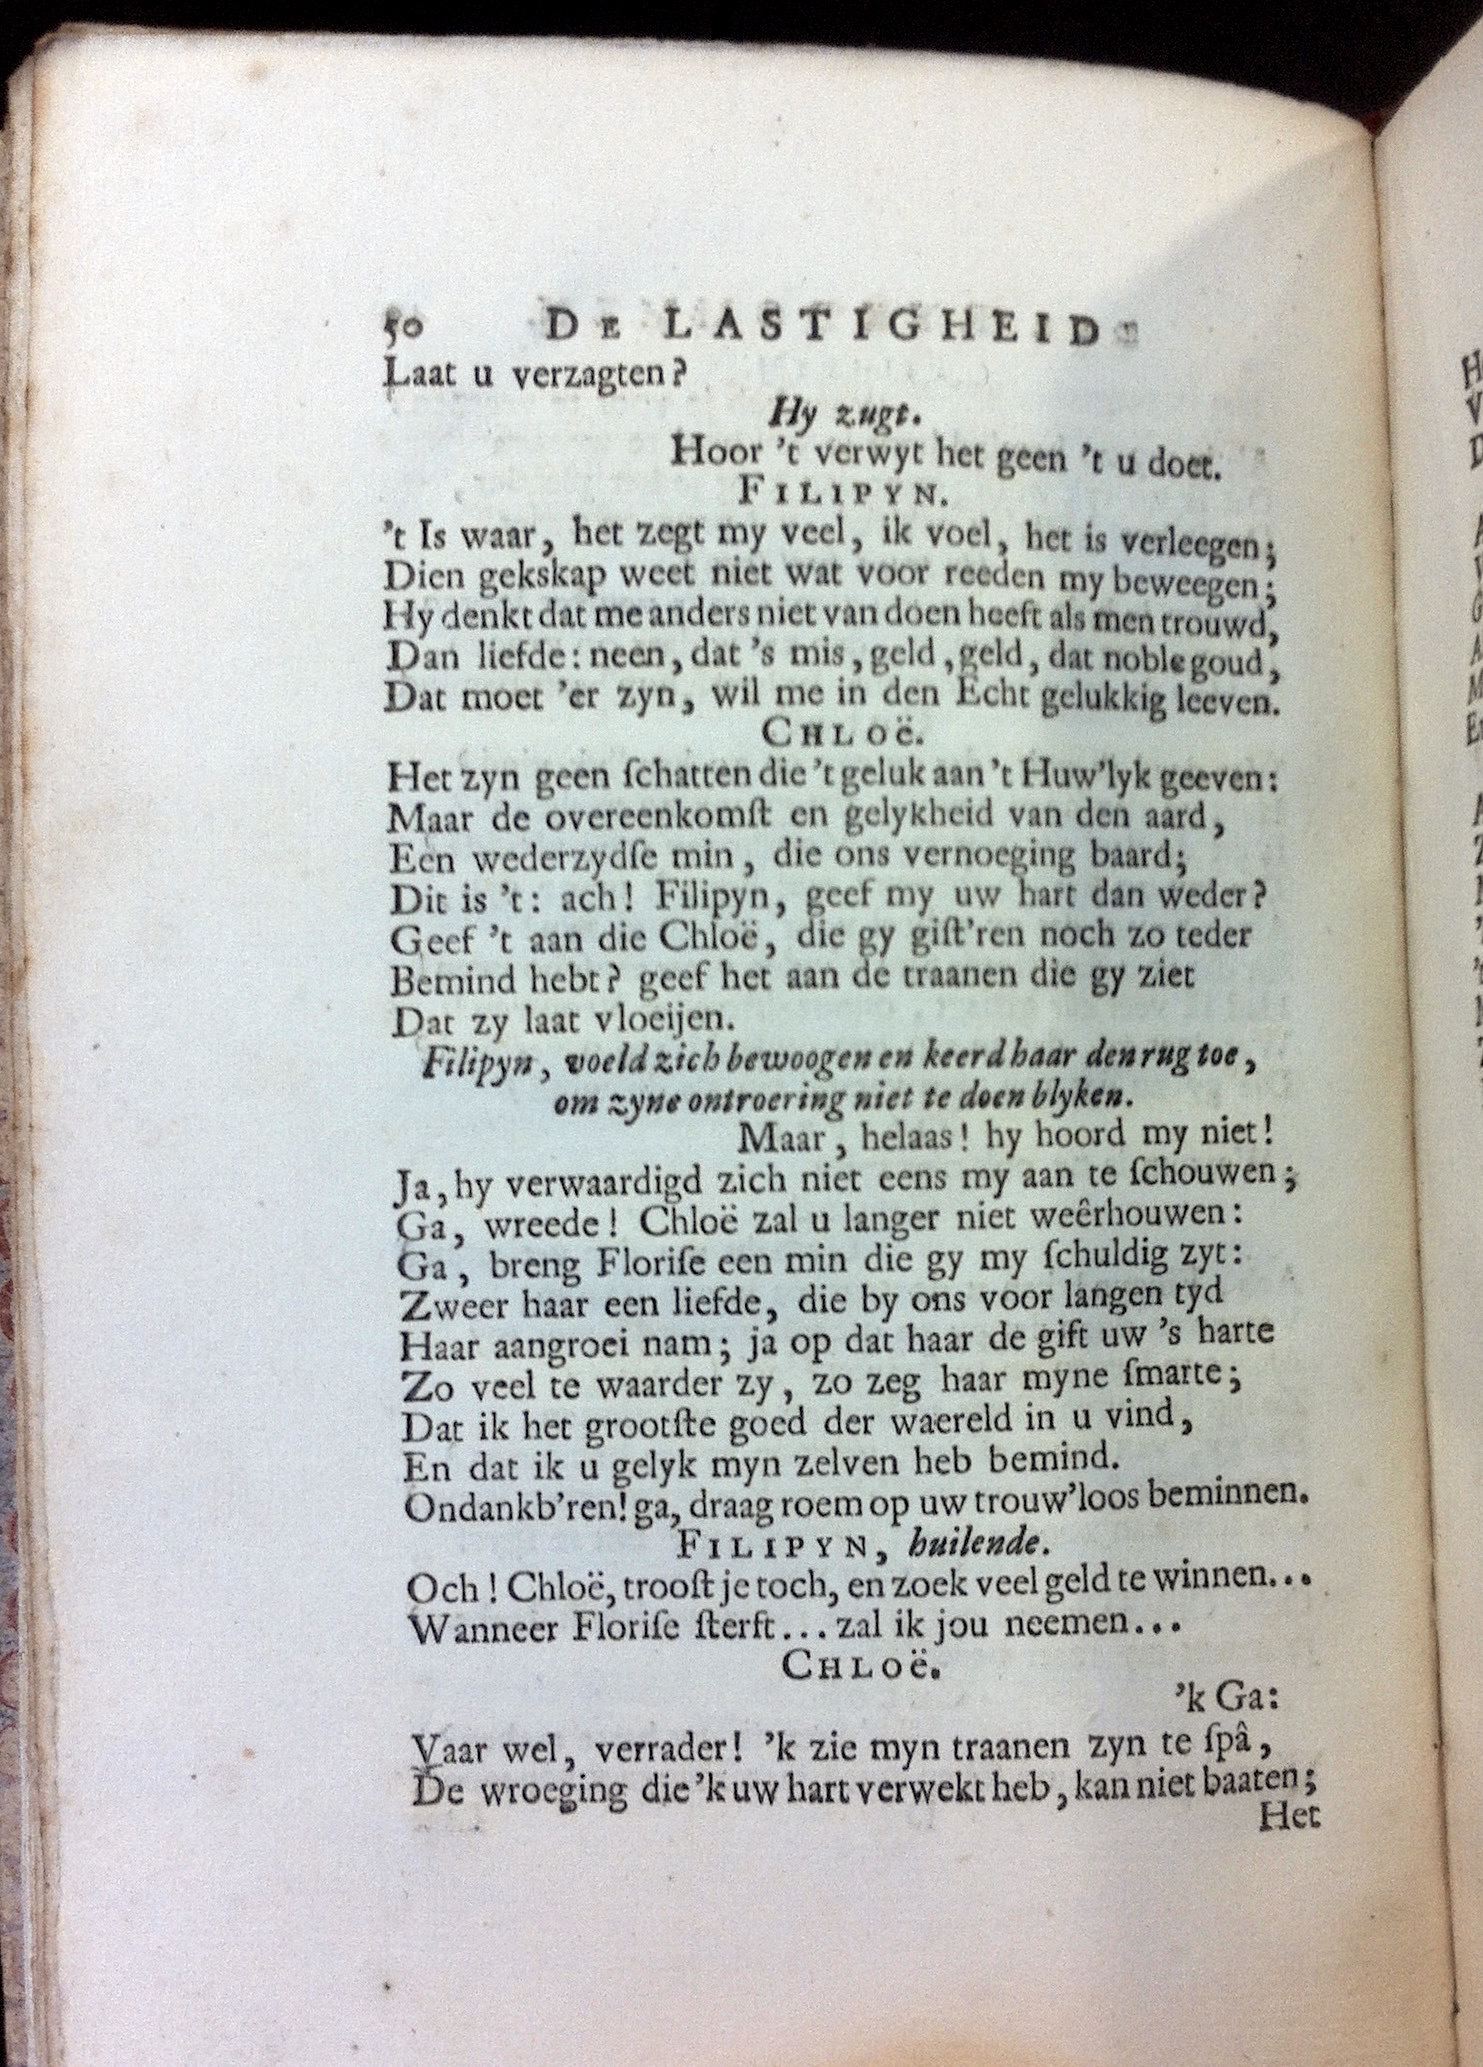 50 DE LASTIGHEID
Laat u verzagten?
Hy zugt.
Hoor 't verwyt het geen 't u doet.
FILIPYN.
't Is waar, het zegt my veel, ik voel, het is verleegen;
Dien gekskap weet niet wat voor reeden my beweegen;
Hy denkt dat me anders niet van doen heeft als men trouwd,
Dan liefde: neen, dat 's mis, geld, geld, dat noble goud,
Dat moet 'er zyn, wil me in den Echt gelukkig leeven.
CHLOË.
Het zyn geen ſchatten die 't geluk aan 't Huw'lyk geeven:
Maar de overeenkomſt en gelykheid van den aard,
Een wederzydſe min, die ons vernoeging baard;
Dit is 't: ach! Filipyn, geef my uw hart dan weder?
Geef 't aan die Chloë, die gy giſt'ren noch zo teder
Bemind hebt? geef het aan de traanen die gy ziet
Dat zy laat vloeijen.
Filipyn, voeld zich bewoogen en keerd haar den rug toe,
om zyne ontroering niet te doen blyken.
Maar, helaas! hy hoord my niet!
Ja, hy verwaardigd zich niet eens my aan te ſchouwen;
Ga, wreede! Chloë zal u langer niet weêrhouwen:
Ga, breng Floriſe een min die gy my ſchuldig zyt:
Zweer haar een liefde, die by ons voor langen tyd
Haar aangroei nam; ja op dat haar de gift uw 's harte
Zo veel te waarder zy, zo zeg haar myne ſmarte;
Dat ik het grootſte goed der waereld in u vind,
En dat ik u gelyk myn zelven heb bemind.
Ondankb'ren! ga, draag roem op uw trouw'loos beminnen.
FILIPYN, huilende.
Och! Chloë, trooſt je toch, en zoek veel geld te winnen...
Wanneer Floriſe ſterft... zal ik jou neemen...
CHLOË.
'k Ga:
Vaar wel, verrader! 'k zie myn traanen zyn te ſpâ,
De wroeging die 'k uw hart verwekt heb, kan niet baaten;
Het